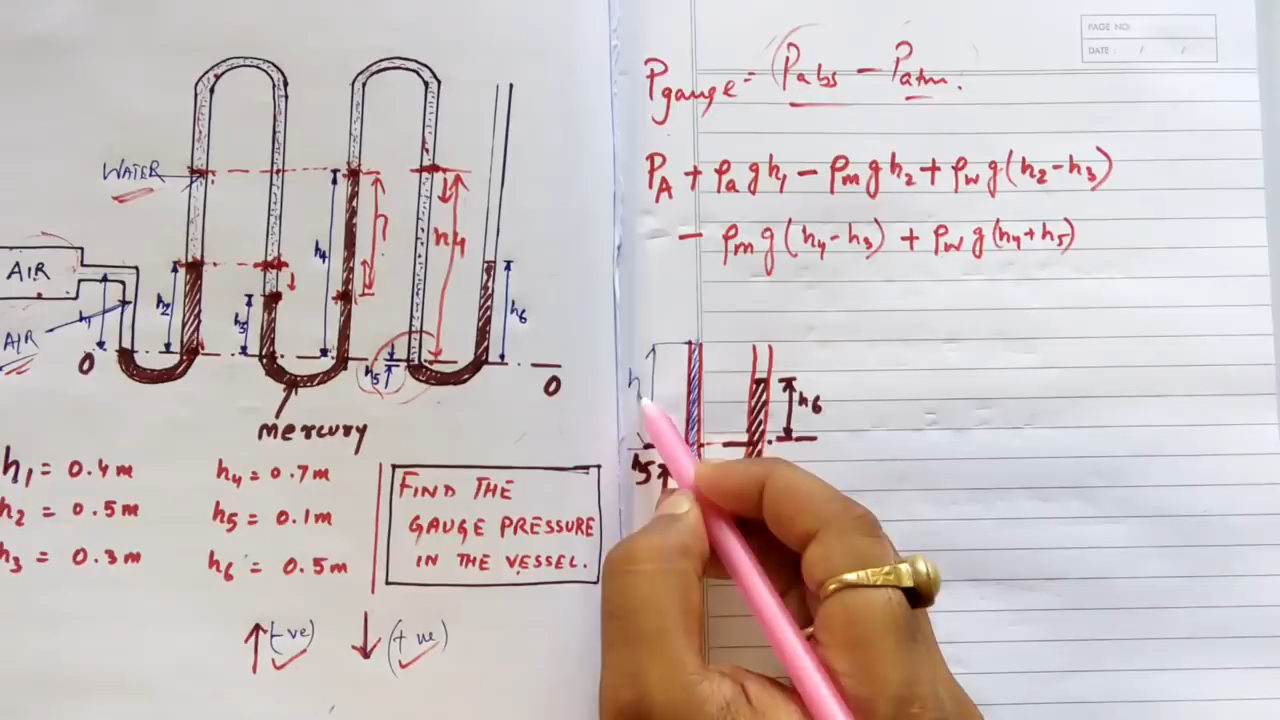 WATER
AIR
AIR
h1
h2
h3
h4
h
h4
h5
h6
O
O
mercury
h1 = 0.4m
h2 = 0.5m
h3 = 0.3m
h4 = 0.7m
h5 = 0.1m
h6 = 0.5m
FIND THE
GAUGE PRESSURE
IN THE VESSEL.
↑(-ve)
↓(+ve)
PAGE NO:
DATE: / /
Pgauge = (Pabs - Patm.
PA + ρa g h1 - ρm g h2 + ρw g (h2 - h3)
- ρm g (h4 - h3) + ρw g (h4 + h5)
h
h5
h6